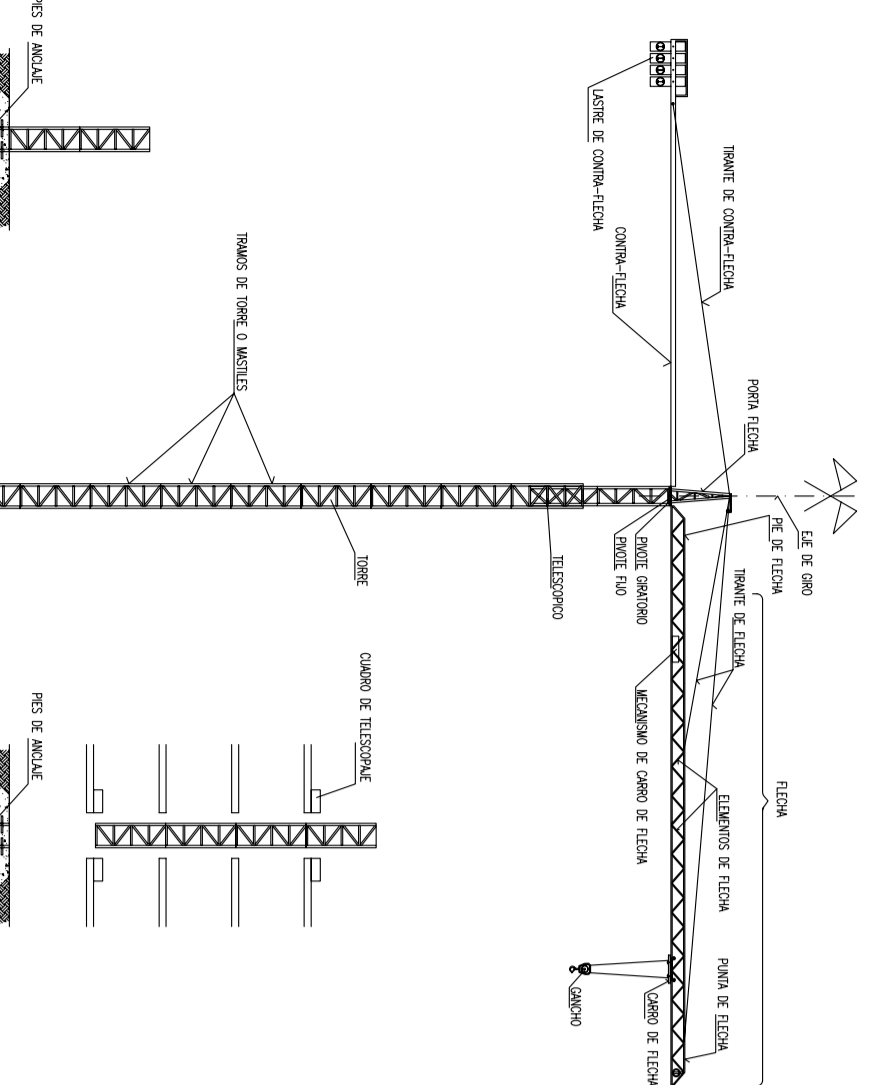 EJE DE GIRO
PORTA FLECHA
PIE DE FLECHA
TIRANTE DE FLECHA
FLECHA
ELEMENTOS DE FLECHA
PUNTA DE FLECHA
TIRANTE DE CONTRA-FLECHA
CONTRA-FLECHA
LASTRE DE CONTRA-FLECHA
PIVOTE GIRATORIO
PIVOTE FIJO
MECANISMO DE CARRO DE FLECHA
CARRO DE FLECHA
GANCHO
TELESCOPICO
TORRE
TRAMOS DE TORRE O MASTILES
CUADRO DE TELESCOPAJE
PIES DE ANCLAJE
PIES DE ANCLAJE